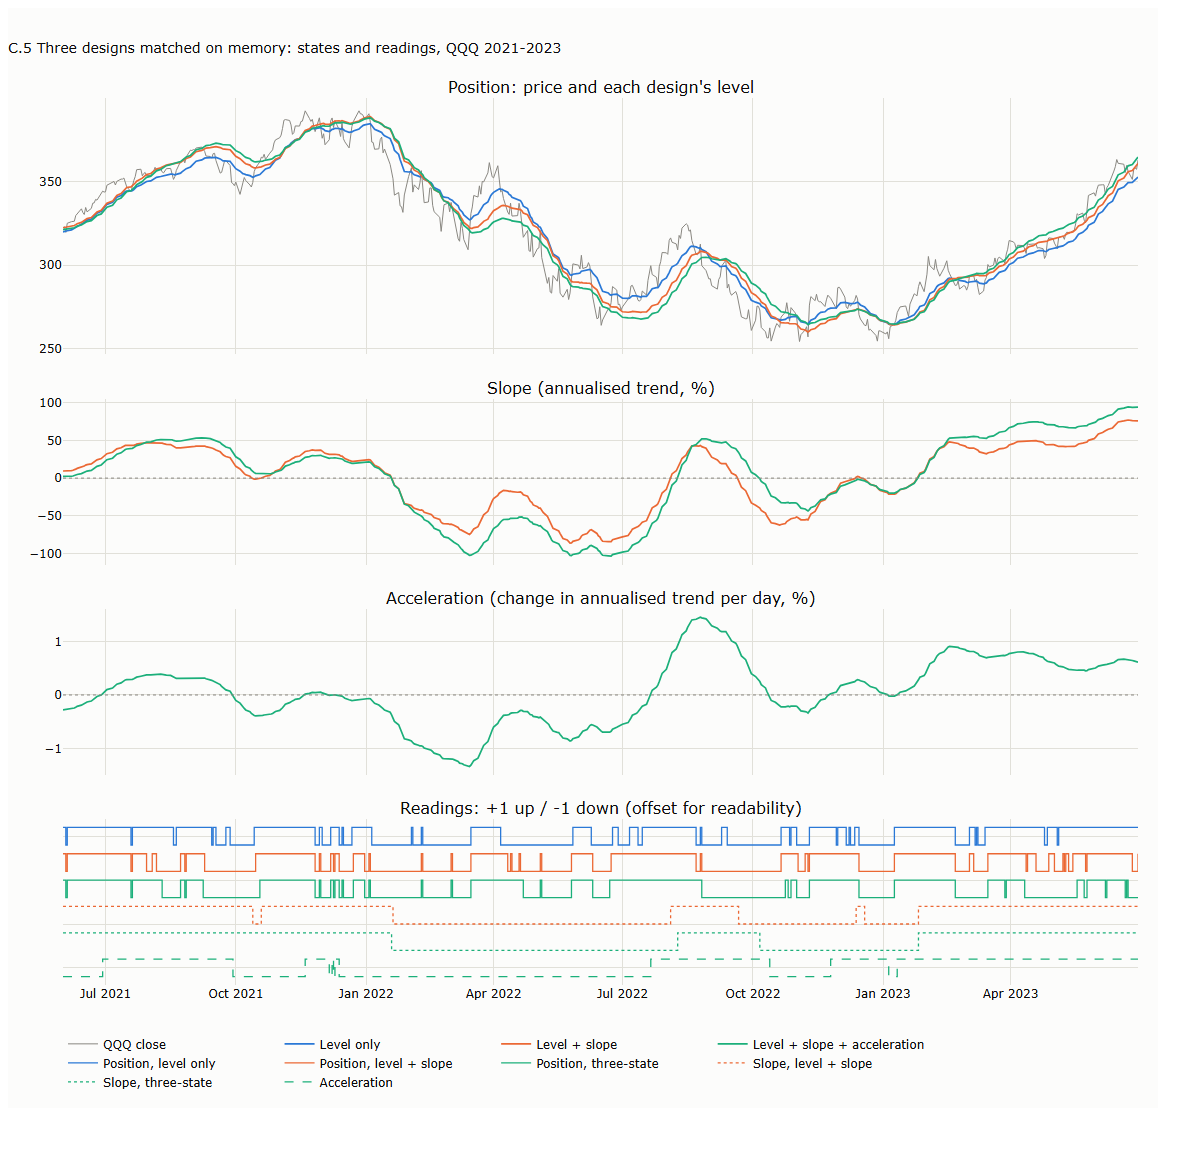 C.5 Three designs matched on memory: states and readings, QQQ 2021-2023
Position: price and each design's level
350
300
250
Slope (annualised trend, %)
100
50
0
−50
−100
Acceleration (change in annualised trend per day, %)
1
0
−1
Readings: +1 up / -1 down (offset for readability)
Jul 2021 Oct 2021 Jan 2022 Apr 2022 Jul 2022 Oct 2022 Jan 2023 Apr 2023
QQQ close Level only Level + slope Level + slope + acceleration
Position, level only Position, level + slope Position, three-state Slope, level + slope
Slope, three-state Acceleration